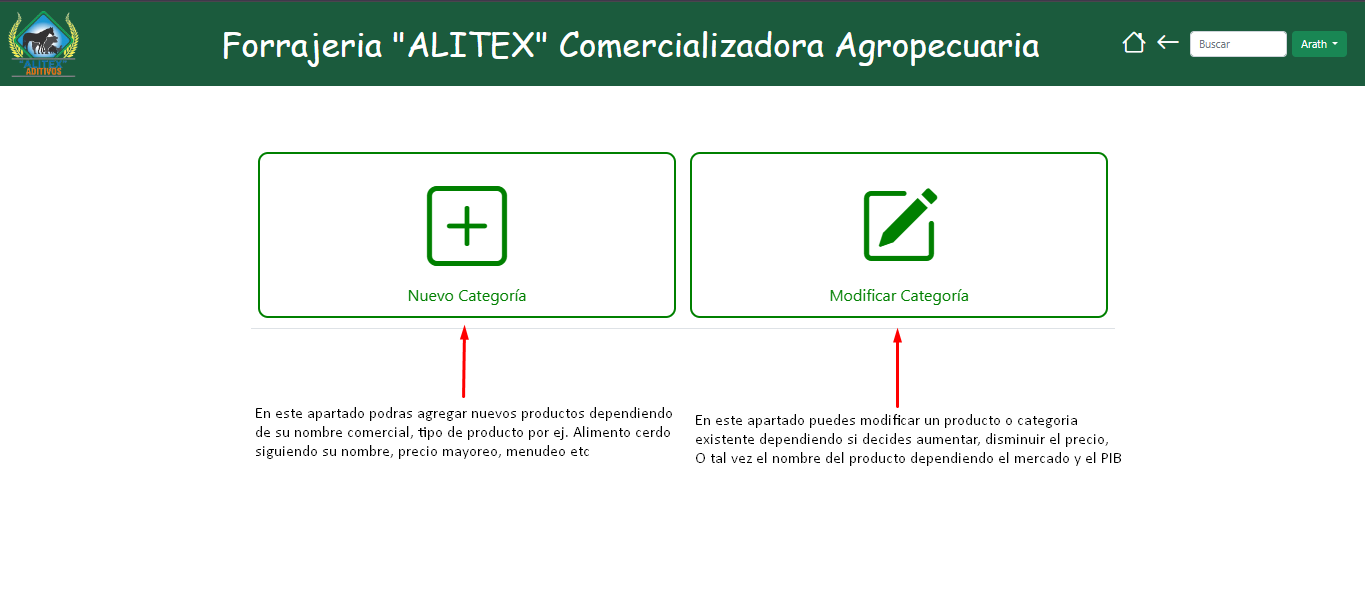 "ALITEX"
ADITIVOS
Forrajeria "ALITEX" Comercializadora Agropecuaria
Buscar
Arath
Nuevo Categoría
Modificar Categoría
En este apartado podras agregar nuevos productos dependiendo
de su nombre comercial, tipo de producto por ej. Alimento cerdo
siguiendo su nombre, precio mayoreo, menudeo etc
En este apartado puedes modificar un producto o categoria
existente dependiendo si decides aumentar, disminuir el precio,
O tal vez el nombre del producto dependiendo el mercado y el PIB